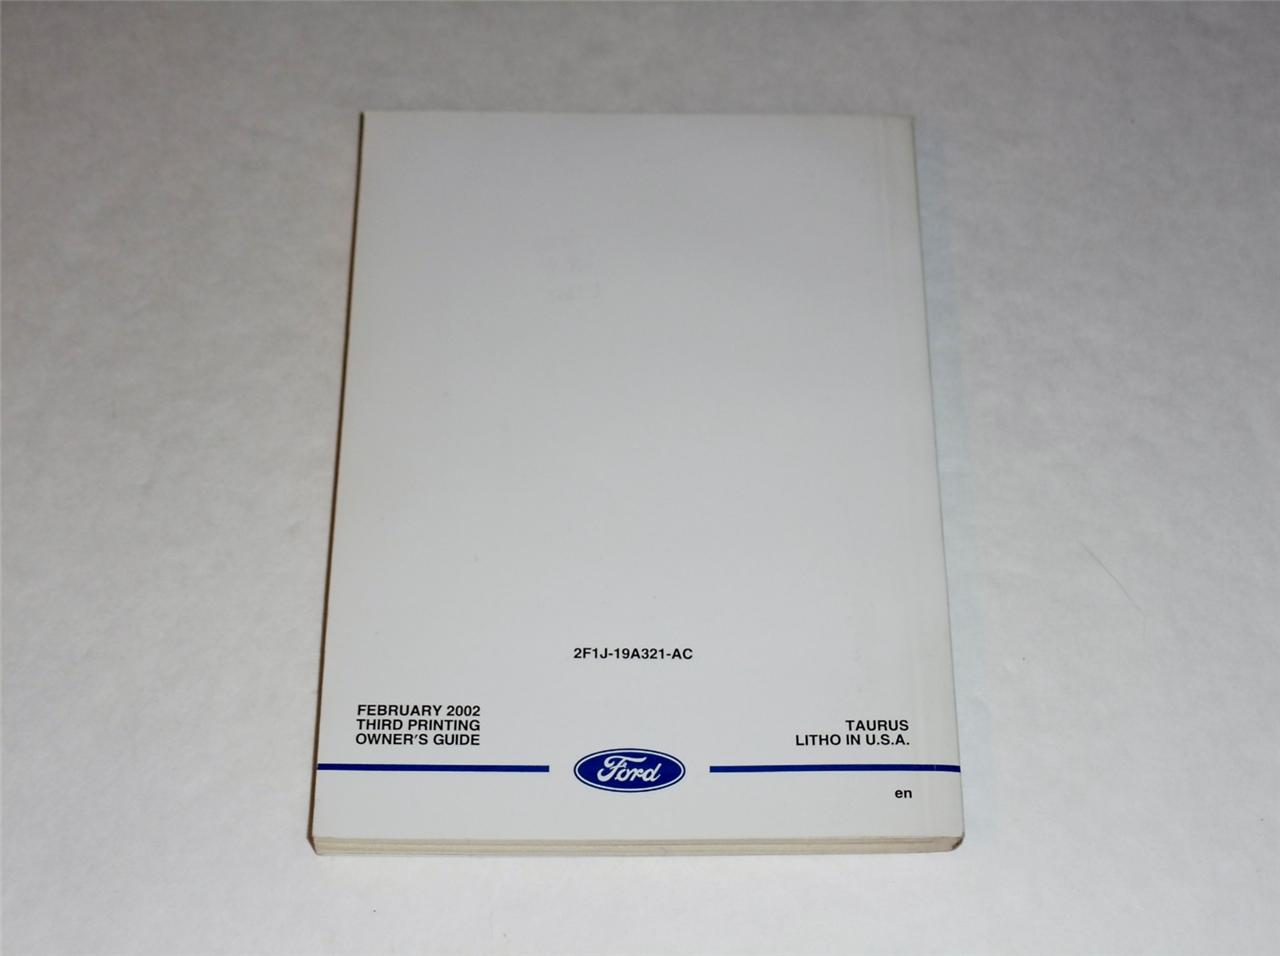 2F1J-19A321-AC
FEBRUARY 2002
THIRD PRINTING
OWNER'S GUIDE
TAURUS
LITHO IN U.S.A.
Ford
en